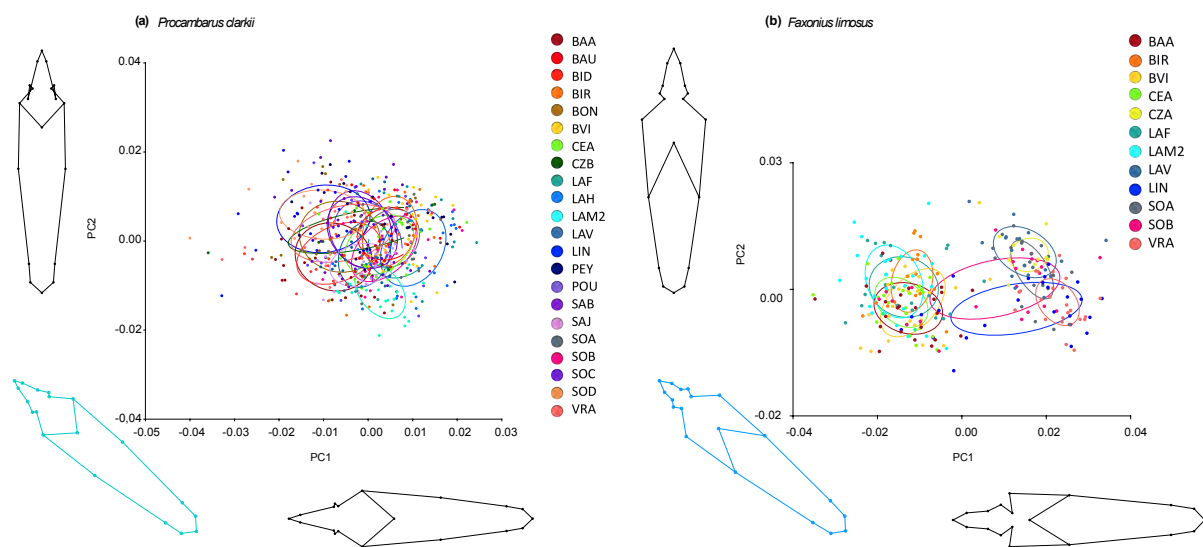 (a) Procambarus clarkii
0.04
0.02
0.00
-0.02
-0.04
PC2
-0.05
-0.04
-0.03
-0.02
-0.01
0.00
0.01
0.02
0.03
PC1
BAA
BAU
BID
BIR
BON
BVI
CEA
CZB
LAF
LAH
LAM2
LAV
LIN
PEY
POU
SAB
SAJ
SOA
SOB
SOC
SOD
VRA
(b) Faxonius limosus
0.03
0.00
-0.02
PC2
-0.04
-0.02
0.00
0.02
0.04
PC1
BAA
BIR
BVI
CEA
CZA
LAF
LAM2
LAV
LIN
SOA
SOB
VRA